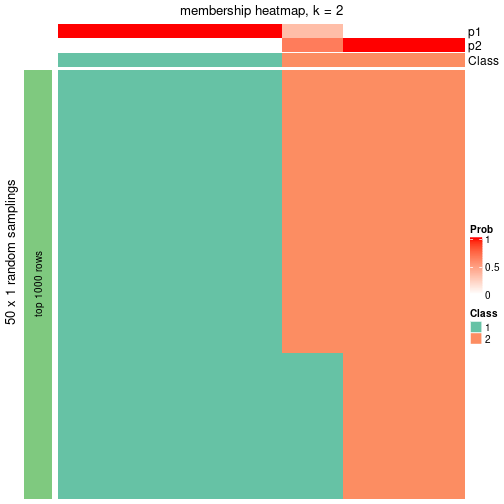 membership heatmap, k = 2
p1
p2
Class
50 x 1 random samplings
top 1000 rows
Prob
1
0.5
0
Class
1
2